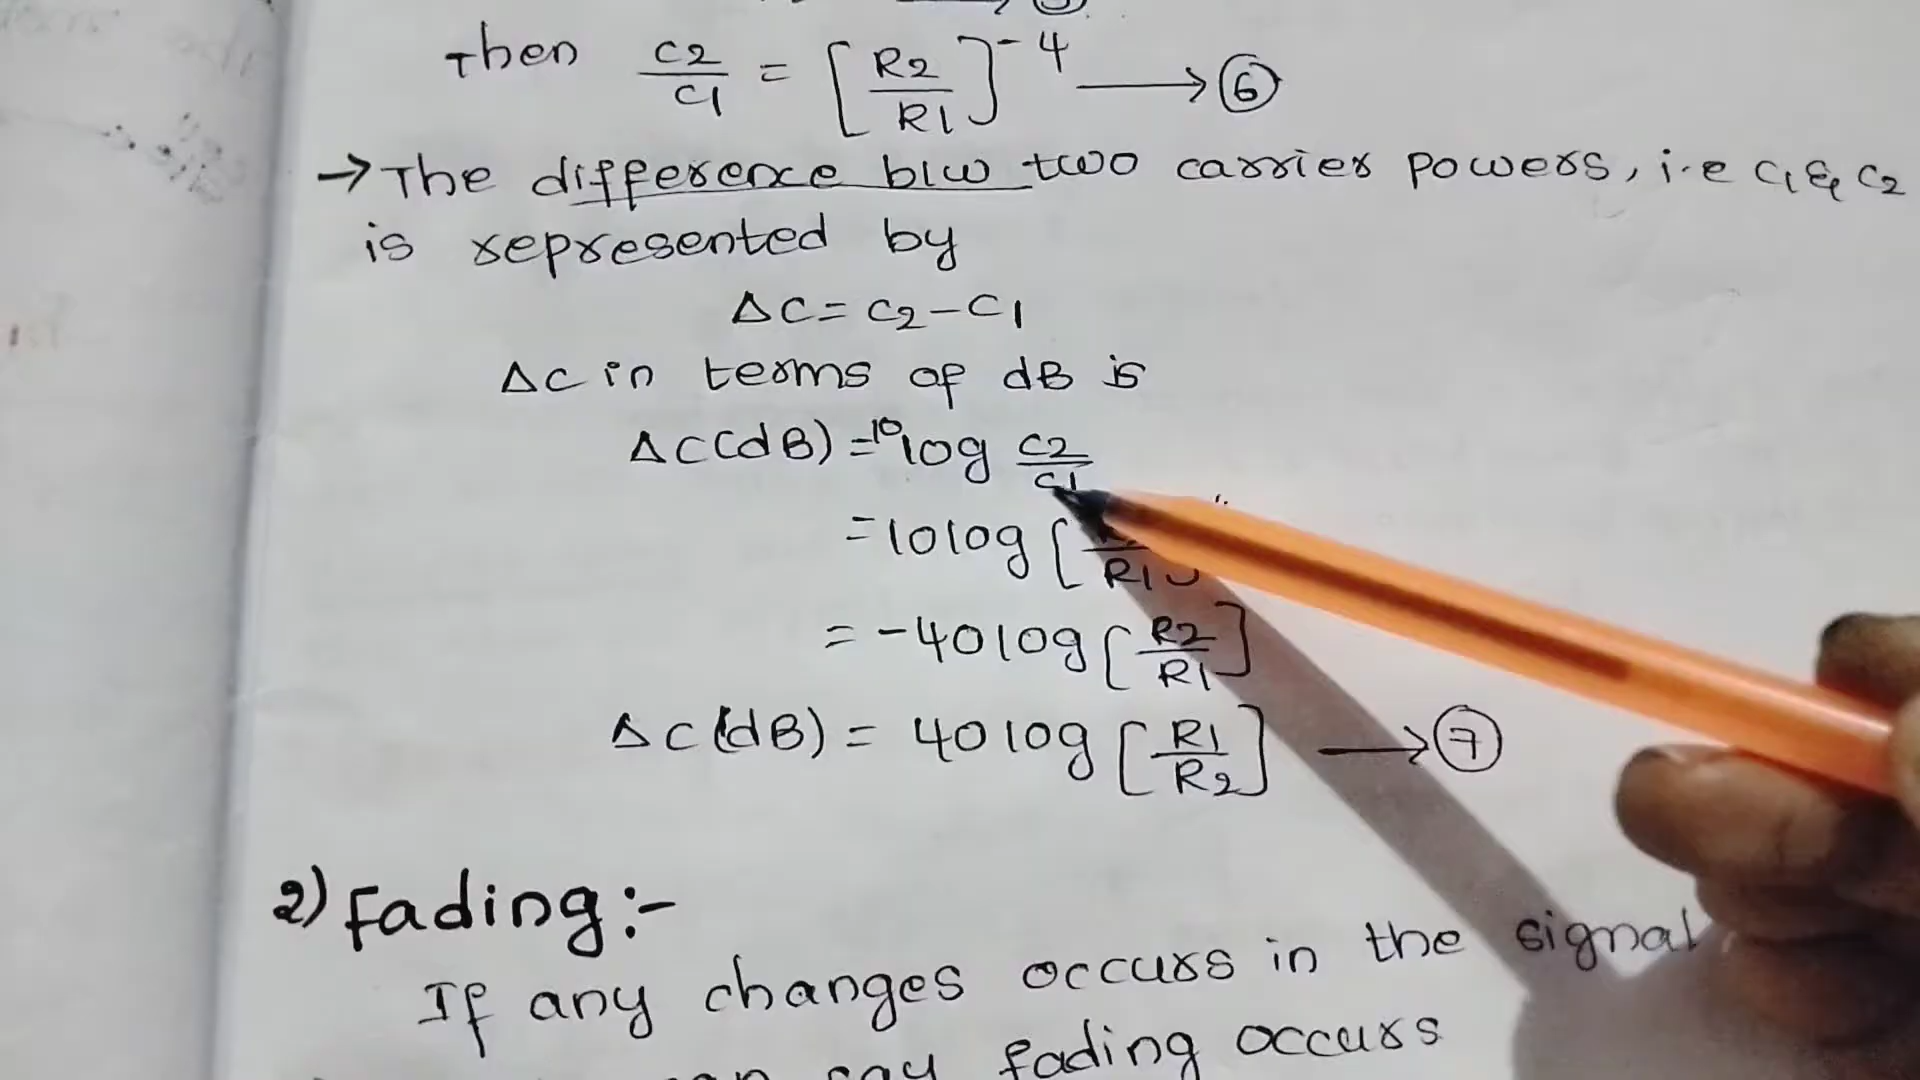 Then C2/C1 = [R2/R1]^-4 → ⑥
→ The difference b/w two carrier powers, i.e C1 & C2
is represented by
ΔC = C2 - C1
ΔC in terms of dB is
ΔC(dB) = 10 log C2/C1
= 10 log [ /R1]
= -40 log [R2/R1]
ΔC(dB) = 40 log [R1/R2] → ⑦
2) Fading :-
If any changes occurs in the signal
say fading occurs